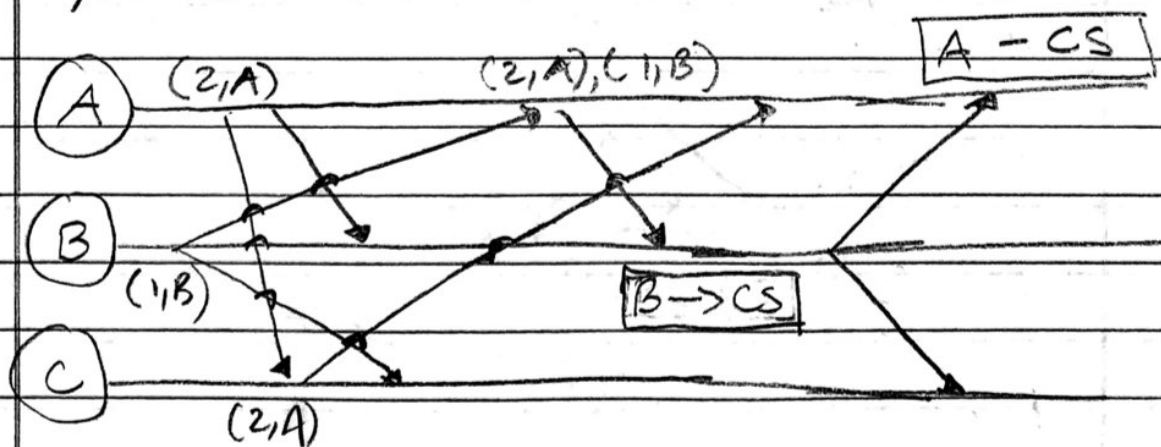 A - CS
(2,A) (2,A),(1,B)
A
B
(1,B)
B→CS
C
(2,A)